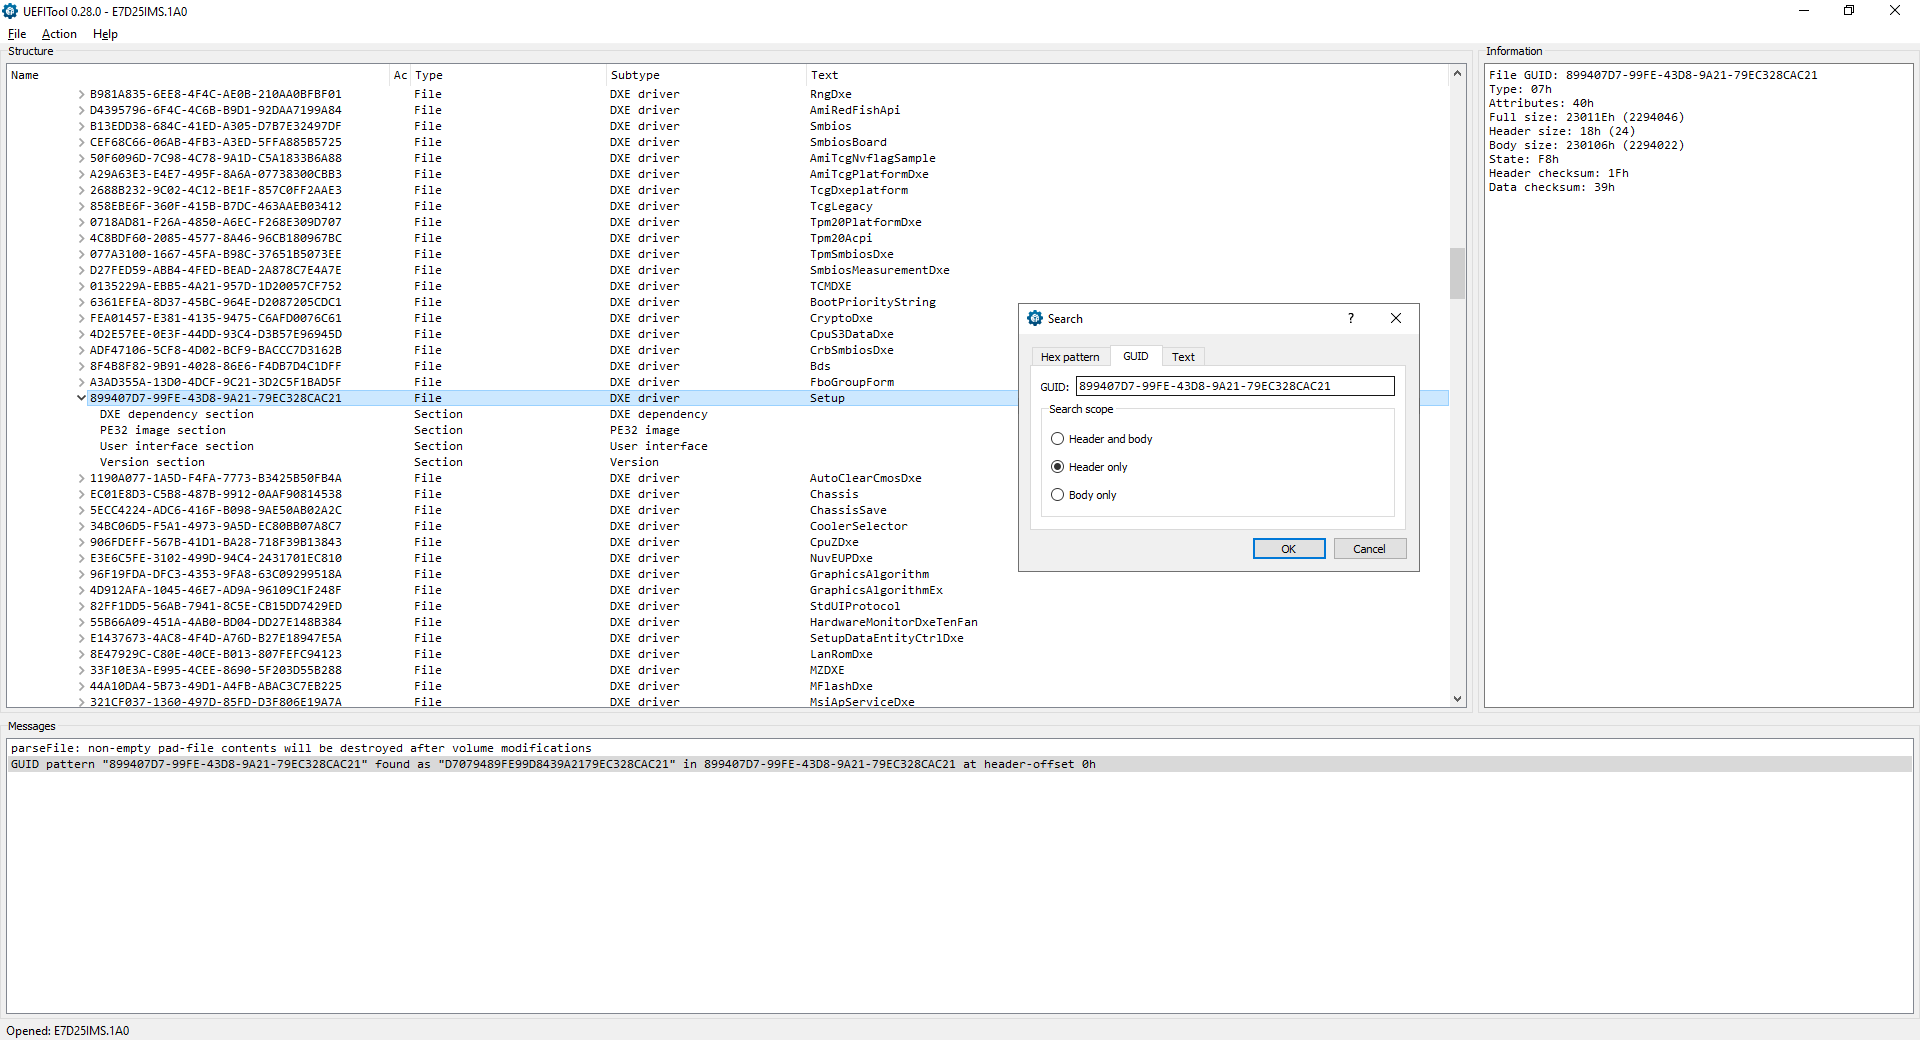 UEFITool 0.28.0 - E7D25IMS.1A0
File Action Help
Structure
Name Ac Type Subtype Text
B981A835-6EE8-4F4C-AE0B-210AA0BFBF01 File DXE driver RngDxe
D4395796-6F4C-4C6B-B9D1-92DAA7199A84 File DXE driver AmiRedFishApi
B13EDD38-684C-41ED-A305-D7B7E32497DF File DXE driver Smbios
CEF68C66-06AB-4FB3-A3ED-5FFA885B5725 File DXE driver SmbiosBoard
50F6096D-7C98-4C78-9A1D-C5A1833B6A88 File DXE driver AmiTcgNvflagSample
A29A63E3-E4E7-495F-8A6A-07738300CBB3 File DXE driver AmiTcgPlatformDxe
2688B232-9C02-4C12-BE1F-857C0FF2AAE3 File DXE driver TcgDxeplatform
858EBE6F-360F-415B-B7DC-463AAEB03412 File DXE driver TcgLegacy
0718AD81-F26A-4850-A6EC-F268E309D707 File DXE driver Tpm20PlatformDxe
4C8BDF60-2085-4577-8A46-96CB180967BC File DXE driver Tpm20Acpi
077A3100-1667-45FA-B98C-37651B5073EE File DXE driver TpmSmbiosDxe
D27FED59-ABB4-4FED-BEAD-2A878C7E4A7E File DXE driver SmbiosMeasurementDxe
0135229A-EBB5-4A21-957D-1D20057CF752 File DXE driver TCMDXE
6361EFEA-8D37-45BC-964E-D2087205CDC1 File DXE driver BootPriorityString
FEA01457-E381-4135-9475-C6AFD0076C61 File DXE driver CryptoDxe
4D2E57EE-0E3F-44DD-93C4-D3B57E96945D File DXE driver CpuS3DataDxe
ADF47106-5CF8-4D02-BCF9-BACCC7D3162B File DXE driver CrbSmbiosDxe
8F4B8F82-9B91-4028-86E6-F4DB7D4C1DFF File DXE driver Bds
A3AD355A-13D0-4DCF-9C21-3D2C5F1BAD5F File DXE driver FboGroupForm
899407D7-99FE-43D8-9A21-79EC328CAC21 File DXE driver Setup
DXE dependency section Section DXE dependency
PE32 image section Section PE32 image
User interface section Section User interface
Version section Section Version
1190A077-1A5D-F4FA-7773-B3425B50FB4A File DXE driver AutoClearCmosDxe
EC01E8D3-C5B8-487B-9912-0AAF90814538 File DXE driver Chassis
5ECC4224-ADC6-416F-B098-9AE50AB02A2C File DXE driver ChassisSave
34BC06D5-F5A1-4973-9A5D-EC80BB07A8C7 File DXE driver CoolerSelector
906FDEFF-567B-41D1-BA28-718F39B13843 File DXE driver CpuZDxe
E3E6C5FE-3102-499D-94C4-2431701EC810 File DXE driver NuvEUPDxe
96F19FDA-DFC3-4353-9FA8-63C09299518A File DXE driver GraphicsAlgorithm
4D912AFA-1045-46E7-AD9A-96109C1F248F File DXE driver GraphicsAlgorithmEx
82FF1DD5-56AB-7941-8C5E-CB15DD7429ED File DXE driver StdUIProtocol
55B66A09-451A-4AB0-BD04-DD27E148B384 File DXE driver HardwareMonitorDxeTenFan
E1437673-4AC8-4F4D-A76D-B27E18947E5A File DXE driver SetupDataEntityCtrlDxe
8E47929C-C80E-40CE-B013-807FEFC94123 File DXE driver LanRomDxe
33F10E3A-E995-4CEE-8690-5F203D55B288 File DXE driver MZDXE
44A10DA4-5B73-49D1-A4FB-ABAC3C7EB225 File DXE driver MFlashDxe
321CF037-1360-497D-85FD-D3F806E19A7A File DXE driver MsiApServiceDxe
Search
?
Hex pattern GUID Text
GUID: 899407D7-99FE-43D8-9A21-79EC328CAC21
Search scope
Header and body
Header only
Body only
OK Cancel
Information
File GUID: 899407D7-99FE-43D8-9A21-79EC328CAC21
Type: 07h
Attributes: 40h
Full size: 23011Eh (2294046)
Header size: 18h (24)
Body size: 230106h (2294022)
State: F8h
Header checksum: 1Fh
Data checksum: 39h
Messages
parseFile: non-empty pad-file contents will be destroyed after volume modifications
GUID pattern "899407D7-99FE-43D8-9A21-79EC328CAC21" found as "D7079489FE99D8439A2179EC328CAC21" in 899407D7-99FE-43D8-9A21-79EC328CAC21 at header-offset 0h
Opened: E7D25IMS.1A0